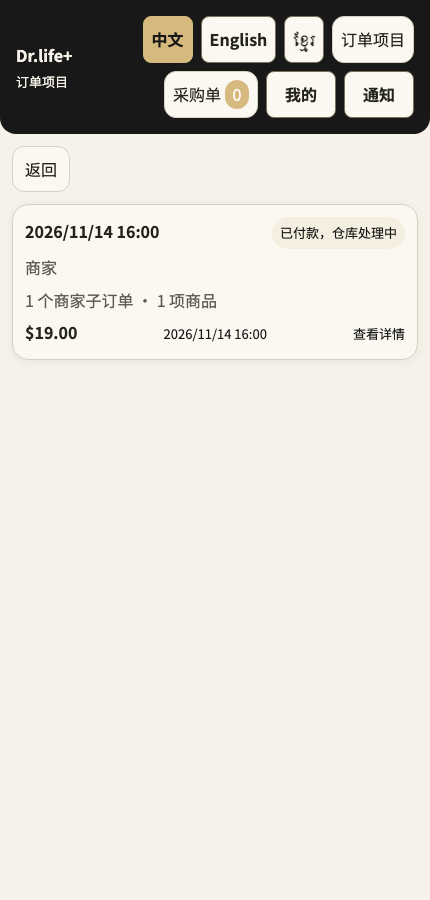 Dr.life+
订单项目
中文 English ខ្មែរ 订单项目
采购单 0 我的 通知
返回
2026/11/14 16:00 已付款，仓库处理中
商家
1 个商家子订单 · 1 项商品
$19.00 2026/11/14 16:00 查看详情